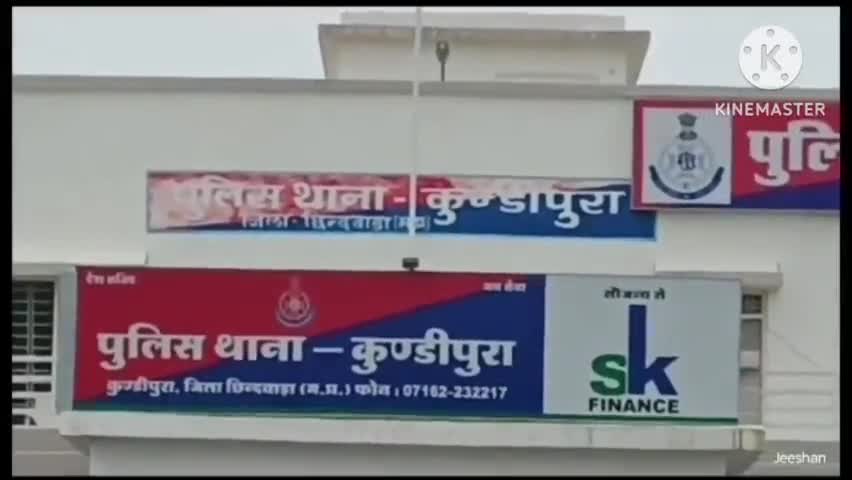 KINEMASTER
पुलि
पुलिस थाना - कुण्डीपुरा
जिला - छिन्दवाडा (म.प्र)
देश भक्ति
जन सेवा
सौजन्य से
पुलिस थाना – कुण्डीपुरा
कुण्डीपुरा, जिला छिन्दवाड़ा (म.प्र.) फोन : 07162-232217
sk
FINANCE
Jeeshan